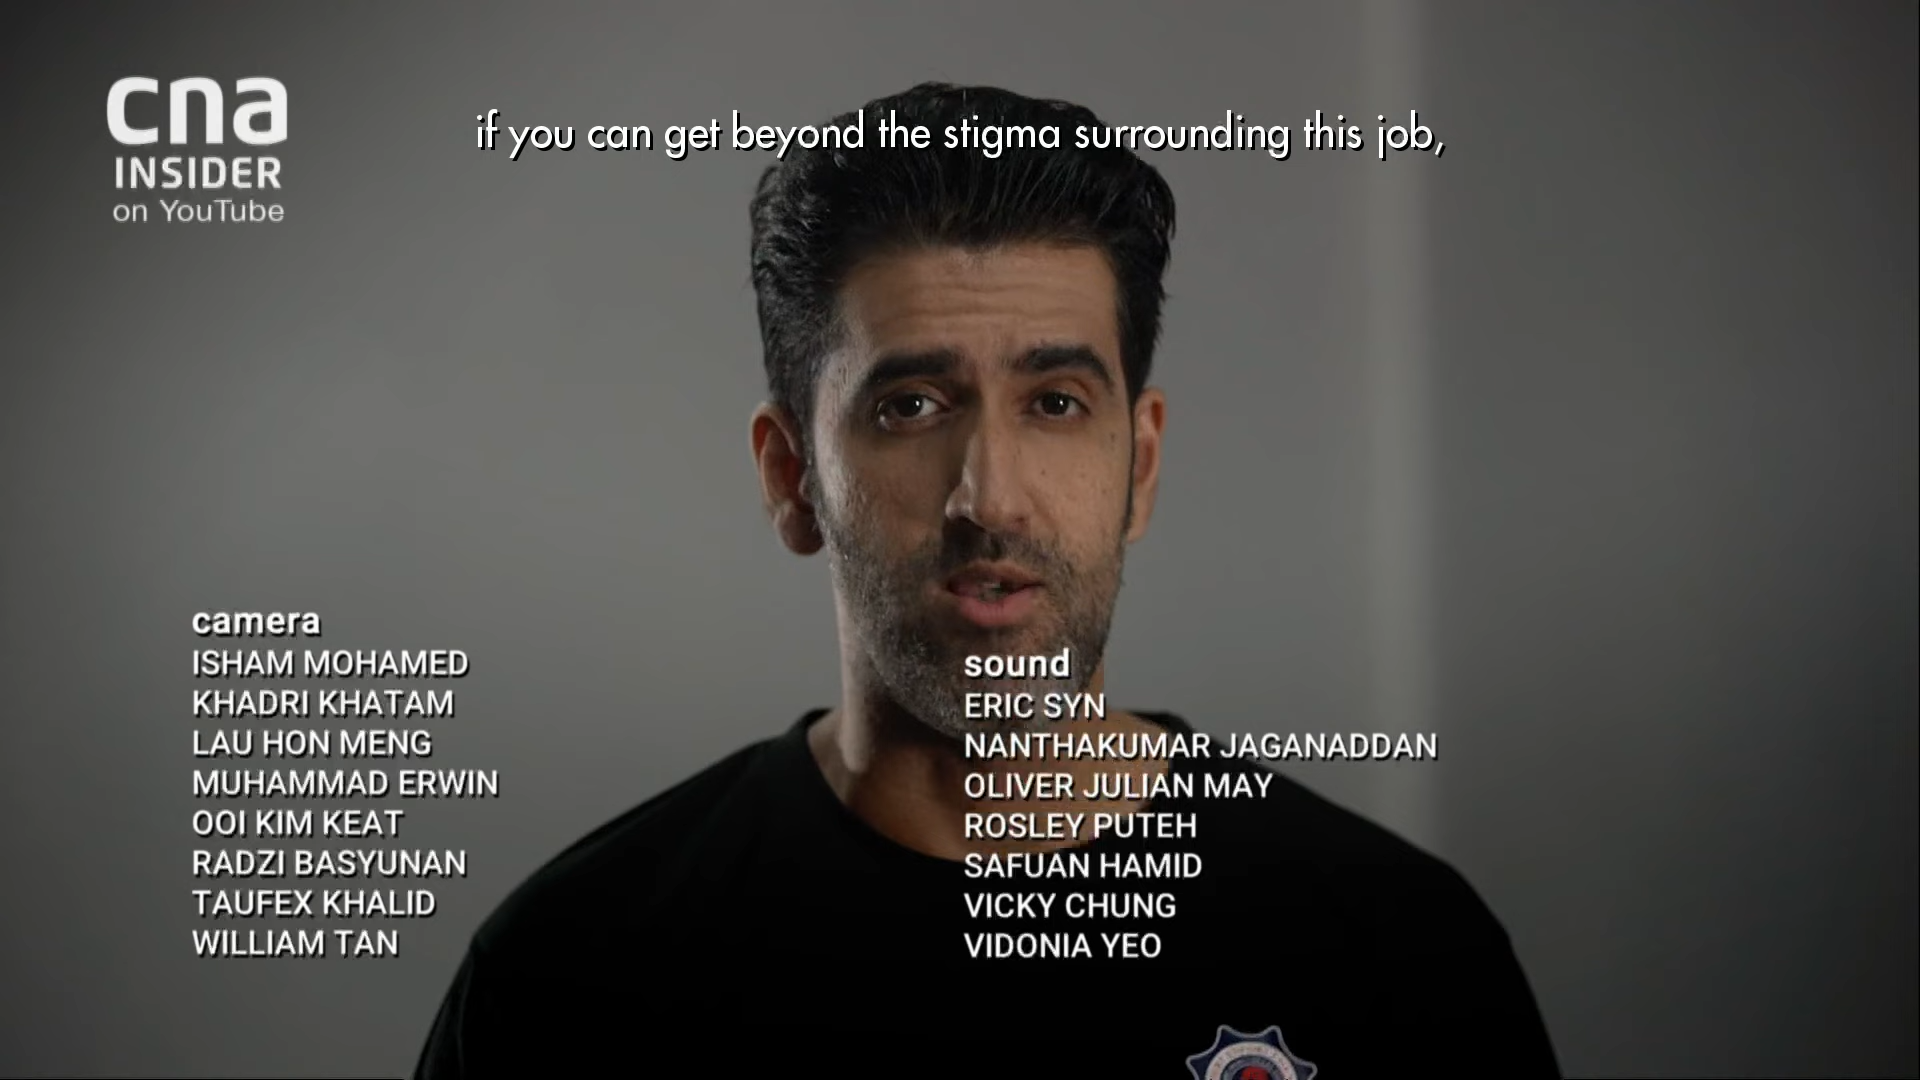 cna
INSIDER
on YouTube
if you can get beyond the stigma surrounding this job,
camera
ISHAM MOHAMED
KHADRI KHATAM
LAU HON MENG
MUHAMMAD ERWIN
OOI KIM KEAT
RADZI BASYUNAN
TAUFEX KHALID
WILLIAM TAN
sound
ERIC SYN
NANTHAKUMAR JAGANADDAN
OLIVER JULIAN MAY
ROSLEY PUTEH
SAFUAN HAMID
VICKY CHUNG
VIDONIA YEO